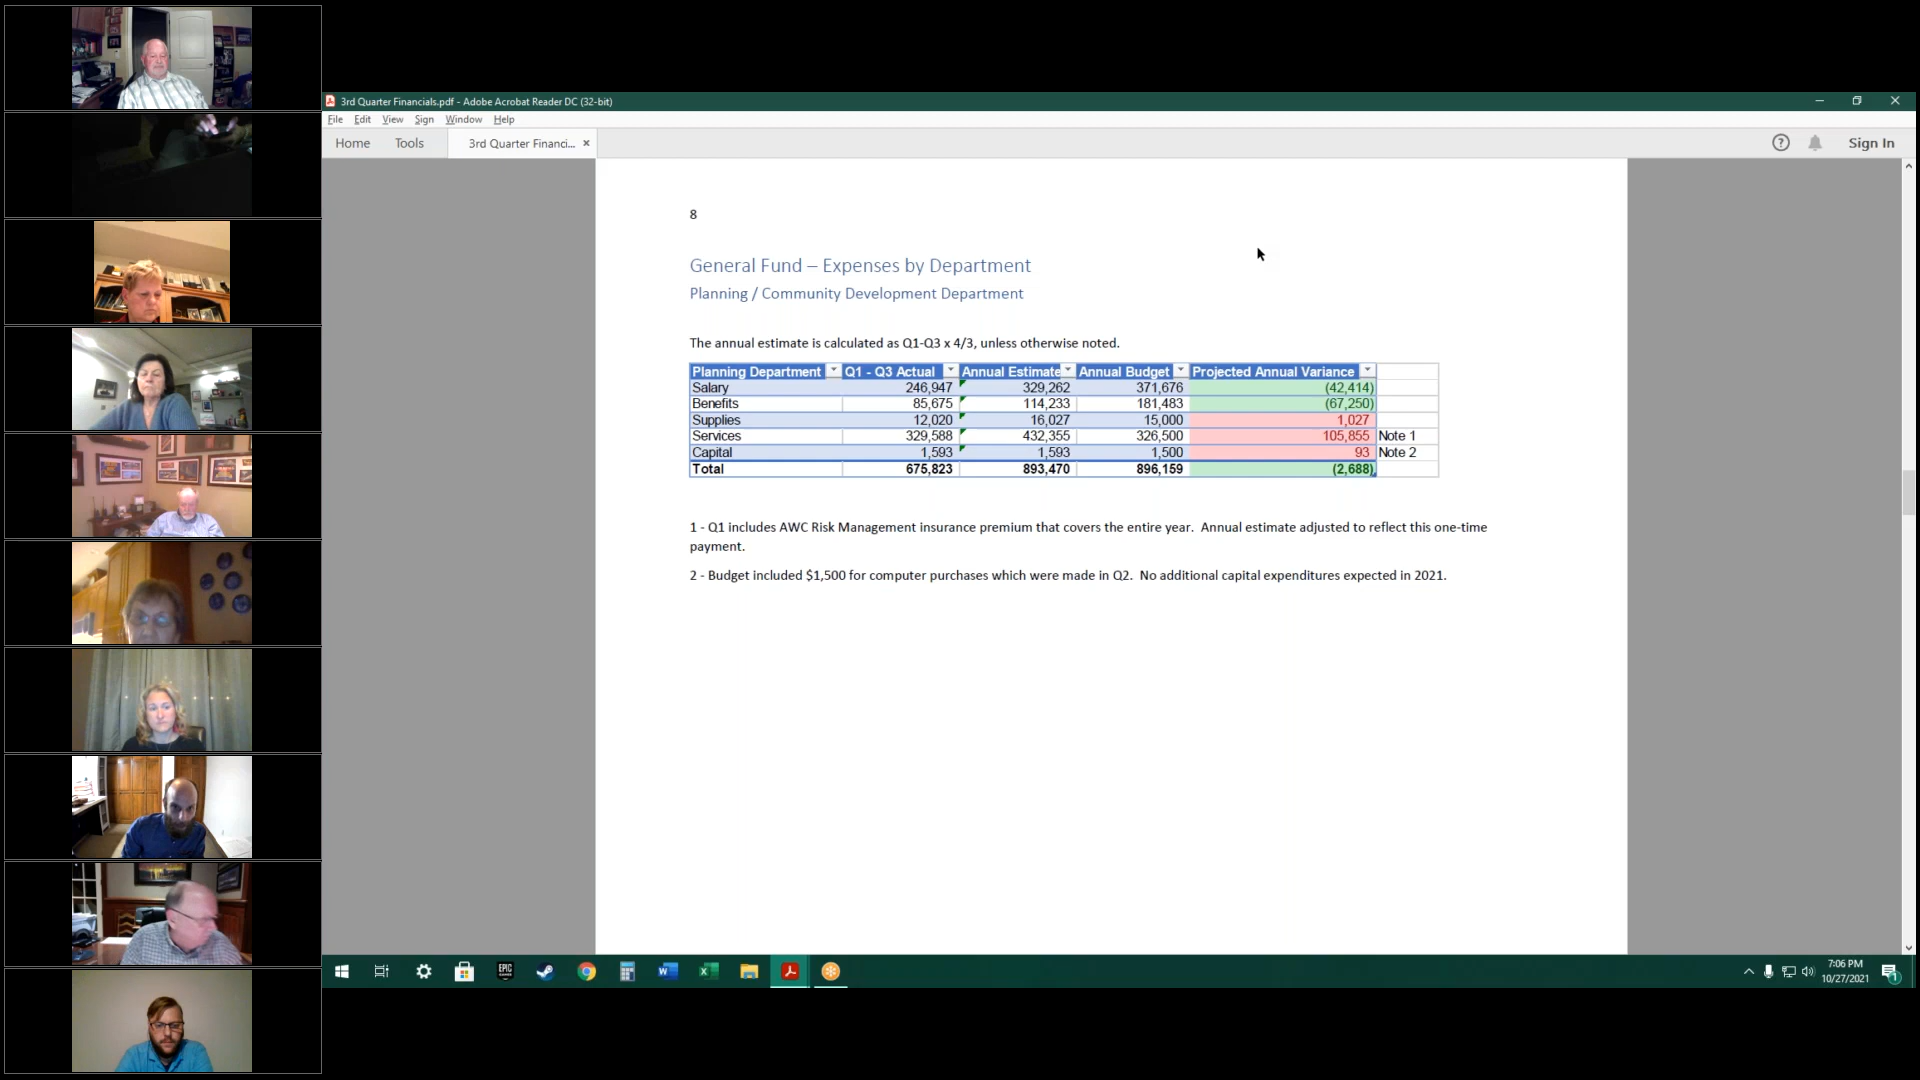 3rd Quarter Financials.pdf - Adobe Acrobat Reader DC (32-bit)
File Edit View Sign Window Help
Home Tools 3rd Quarter Financi... × Sign In
8
General Fund – Expenses by Department
Planning / Community Development Department
The annual estimate is calculated as Q1-Q3 x 4/3, unless otherwise noted.
Planning Department Q1 - Q3 Actual Annual Estimate Annual Budget Projected Annual Variance
Salary 246,947 329,262 371,676 (42,414)
Benefits 85,675 114,233 181,483 (67,250)
Supplies 12,020 16,027 15,000 1,027
Services 329,588 432,355 326,500 105,855 Note 1
Capital 1,593 1,593 1,500 93 Note 2
Total 675,823 893,470 896,159 (2,688)
1 - Q1 includes AWC Risk Management insurance premium that covers the entire year. Annual estimate adjusted to reflect this one-time
payment.
2 - Budget included $1,500 for computer purchases which were made in Q2. No additional capital expenditures expected in 2021.
EPIC
7:06 PM
10/27/2021
1